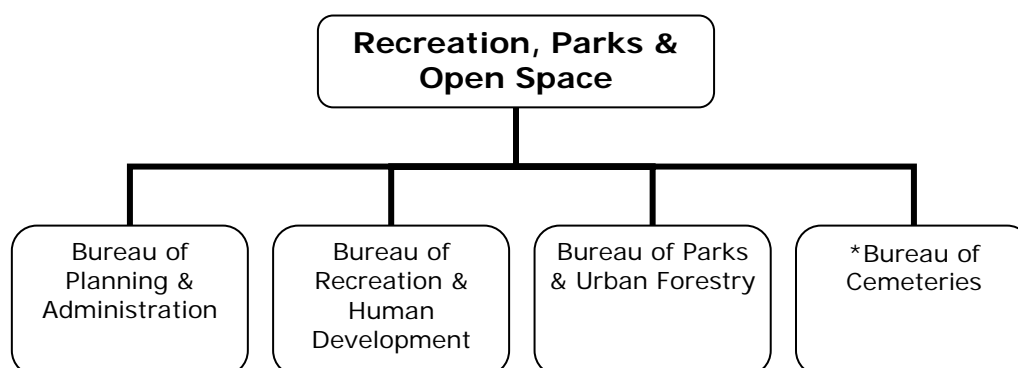 Recreation, Parks &
Open Space
Bureau of
Planning &
Administration
Bureau of
Recreation &
Human
Development
Bureau of Parks
& Urban Forestry
*Bureau of
Cemeteries